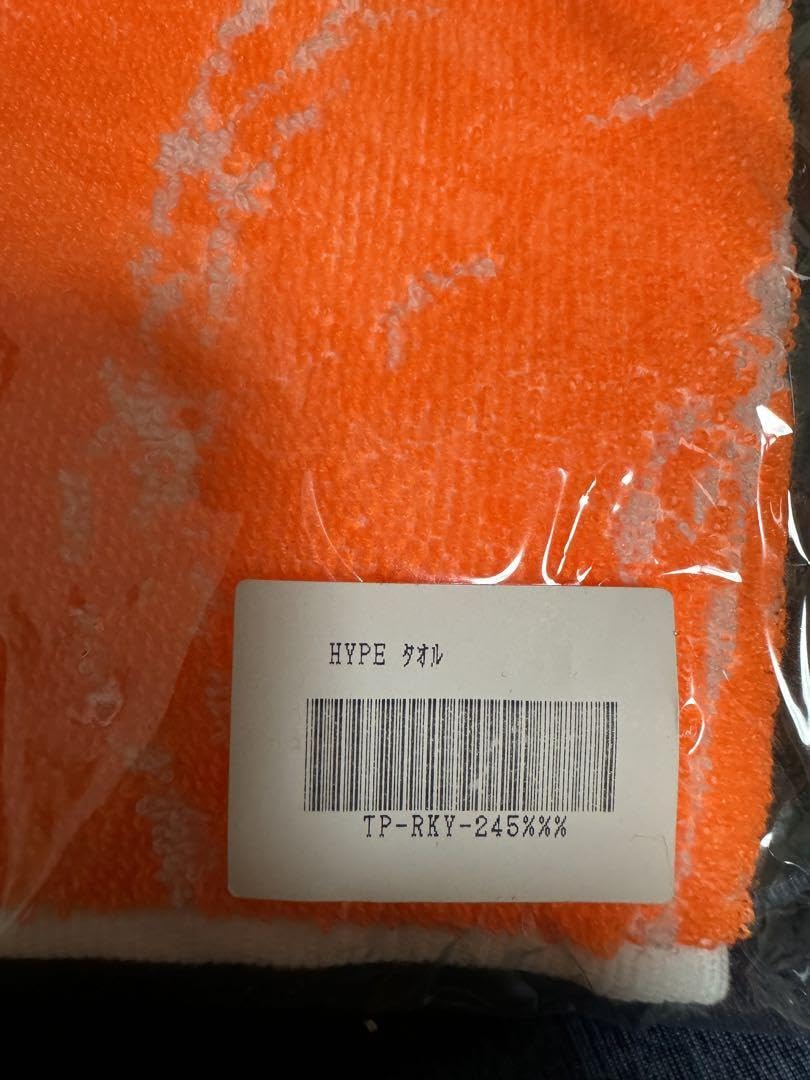 HYPE ﾀｵﾙ
TP-RKY-245%%%